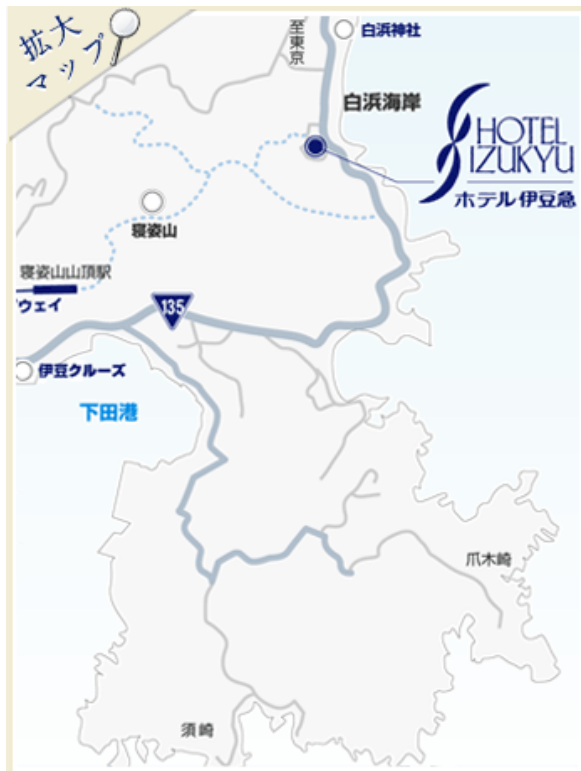 拡大
マップ
至東京
白浜神社
白浜海岸
HOTEL
IZUKYU
ホテル伊豆急
寝姿山
寝姿山山頂駅
ウェイ
135
伊豆クルーズ
下田港
爪木崎
須崎